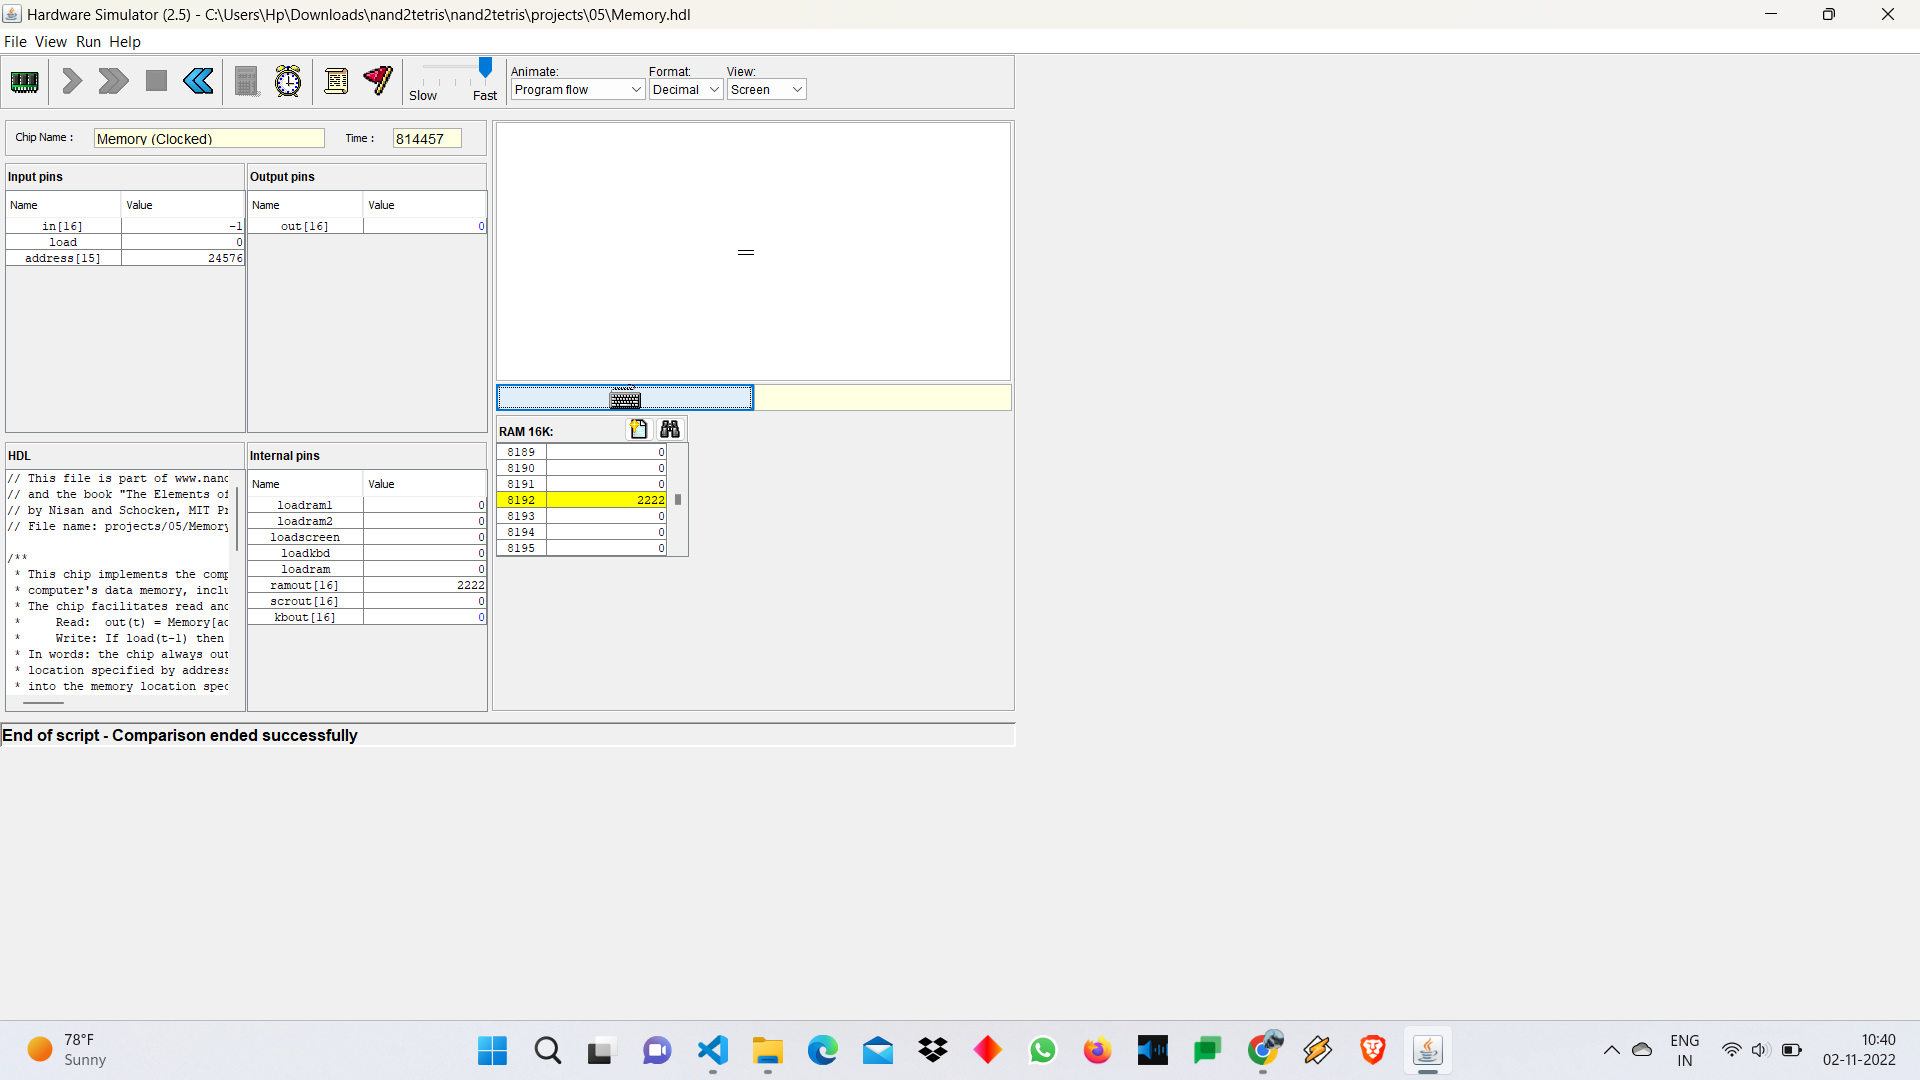 Hardware Simulator (2.5) - C:\Users\Hp\Downloads\nand2tetris\nand2tetris\projects\05\Memory.hdl
File View Run Help
Slow Fast
Animate: Format: View:
Program flow Decimal Screen
Chip Name : Memory (Clocked) Time : 814457
Input pins
Name Value
in[16] -1
load 0
address[15] 24576
Output pins
Name Value
out[16] 0
RAM 16K:
8189 0
8190 0
8191 0
8192 2222
8193 0
8194 0
8195 0
HDL
// This file is part of www.nand
// and the book "The Elements of
// by Nisan and Schocken, MIT Pr
// File name: projects/05/Memory
/**
* This chip implements the comp
* computer's data memory, inclu
* The chip facilitates read and
* Read: out(t) = Memory[ad
* Write: If load(t-1) then
* In words: the chip always out
* location specified by address
* into the memory location spec
Internal pins
Name Value
loadram1 0
loadram2 0
loadscreen 0
loadkbd 0
loadram 0
ramout[16] 2222
scrout[16] 0
kbout[16] 0
End of script - Comparison ended successfully
78°F
Sunny
ENG
IN
10:40
02-11-2022